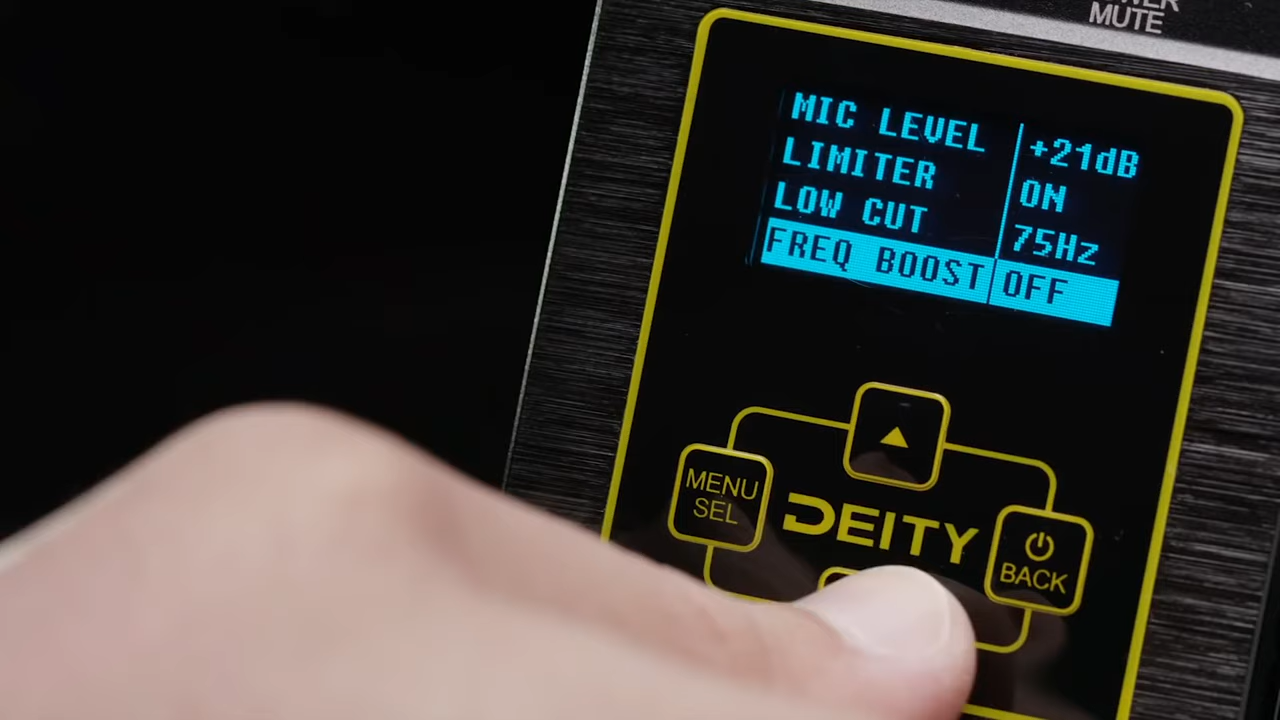 MUTE
MIC LEVEL +21dB
LIMITER ON
LOW CUT 75Hz
FREQ BOOST OFF
MENU
SEL
DEITY
BACK